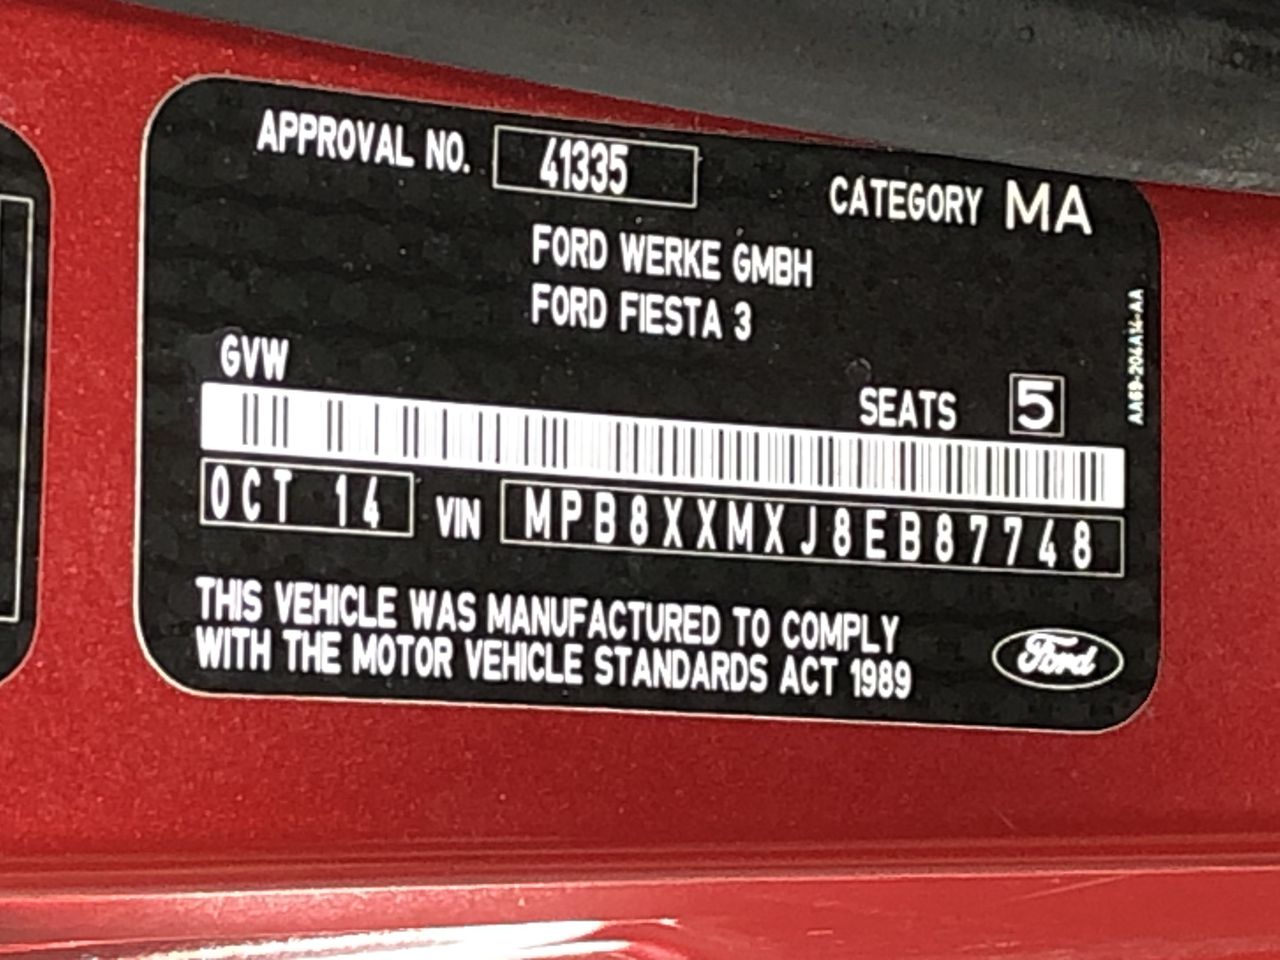 APPROVAL NO. 41335
CATEGORY MA
FORD WERKE GMBH
FORD FIESTA 3
GVW
SEATS 5
OCT 14 VIN MPB8XXMXJ8EB87748
THIS VEHICLE WAS MANUFACTURED TO COMPLY
WITH THE MOTOR VEHICLE STANDARDS ACT 1989
Ford
AA69-204A14-AA